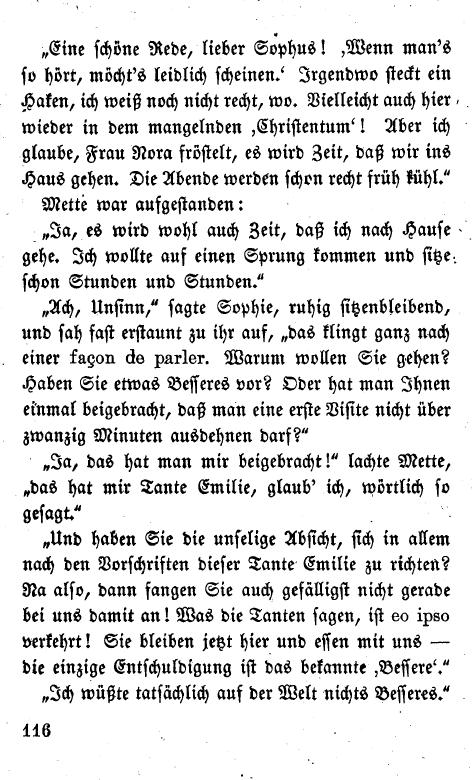 „Eine schöne Rede, lieber Sophus! ‚Wenn man's
so hört, möcht's leidlich scheinen.‘ Irgendwo steckt ein
Haken, ich weiß noch nicht recht, wo. Vielleicht auch hier
wieder in dem mangelnden ‚Christentum‘! Aber ich
glaube, Frau Nora fröstelt, es wird Zeit, daß wir ins
Haus gehen. Die Abende werden schon recht früh kühl.“
Mette war aufgestanden:
„Ja, es wird wohl auch Zeit, daß ich nach Hause
gehe. Ich wollte auf einen Sprung kommen und sitze
schon Stunden und Stunden.“
„Ach, Unsinn,“ sagte Sophie, ruhig sitzenbleibend,
und sah fast erstaunt zu ihr auf, „das klingt ganz nach
einer façon de parler. Warum wollen Sie gehen?
Haben Sie etwas Besseres vor? Oder hat man Ihnen
einmal beigebracht, daß man eine erste Visite nicht über
zwanzig Minuten ausdehnen darf?“
„Ja, das hat man mir beigebracht!“ lachte Mette,
„das hat mir Tante Emilie, glaub' ich, wörtlich so
gesagt.“
„Und haben Sie die unselige Absicht, sich in allem
nach den Vorschriften dieser Tante Emilie zu richten?
Na also, dann fangen Sie auch gefälligst nicht gerade
bei uns damit an! Was die Tanten sagen, ist eo ipso
verkehrt! Sie bleiben jetzt hier und essen mit uns —
die einzige Entschuldigung ist das bekannte ‚Bessere‘.“
„Ich wüßte tatsächlich auf der Welt nichts Besseres.“
116